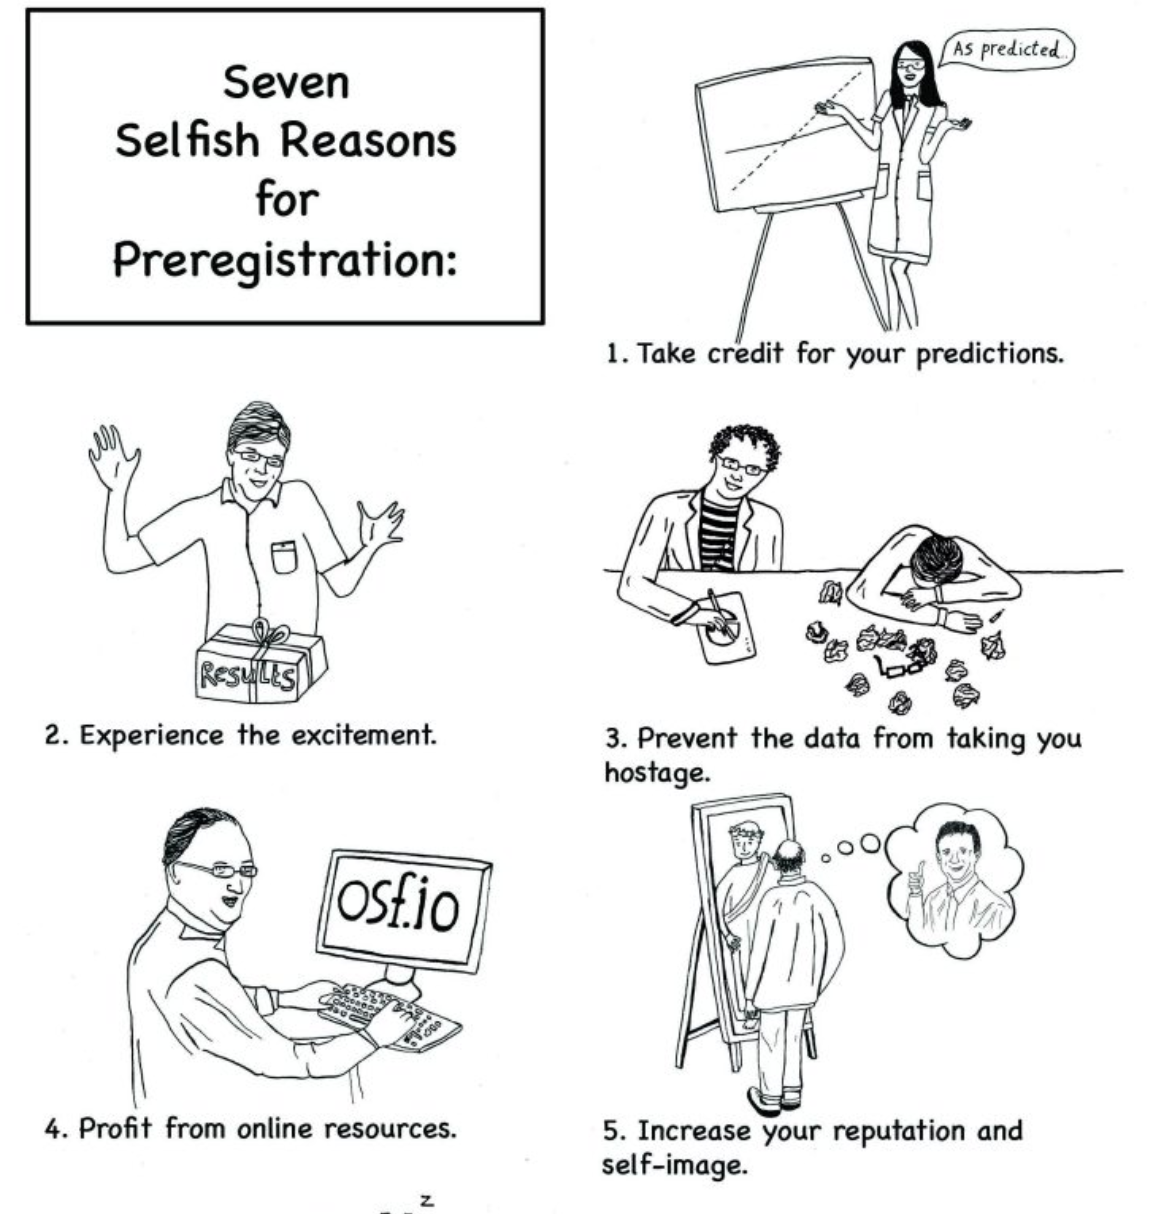 Seven
Selfish Reasons
for
Preregistration:
As predicted..
1. Take credit for your predictions.
Results
2. Experience the excitement.
3. Prevent the data from taking you
hostage.
osf.io
4. Profit from online resources.
5. Increase your reputation and
self-image.
z